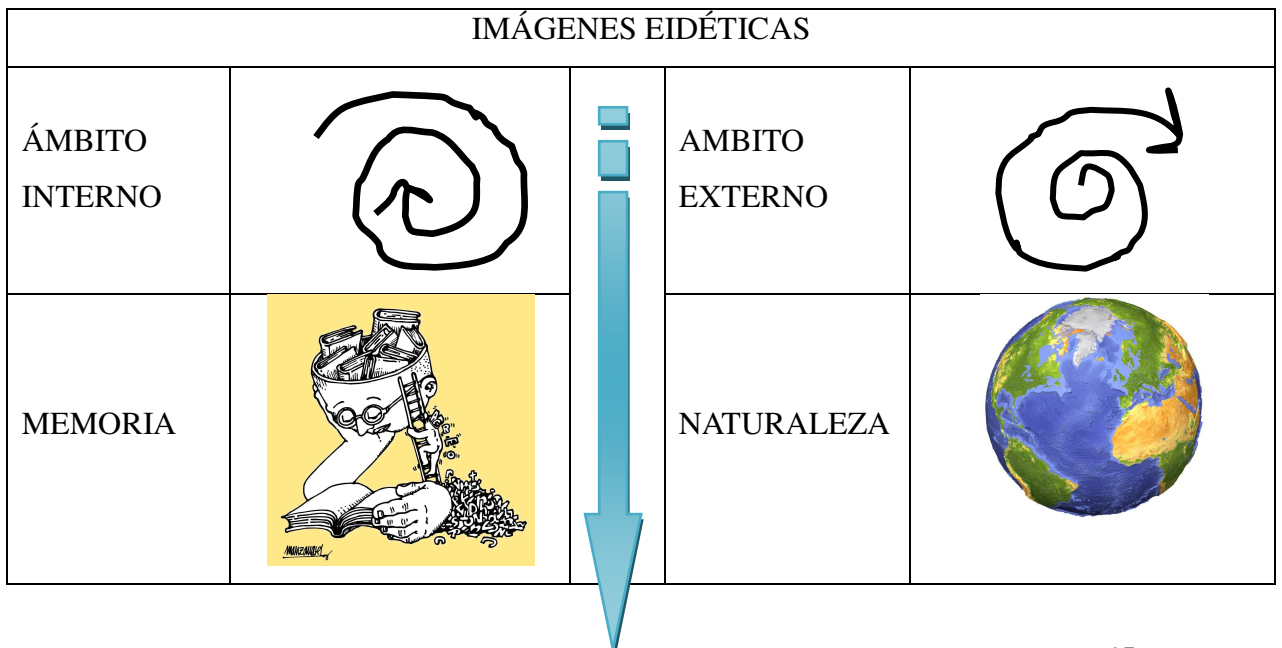 IMÁGENES EIDÉTICAS
ÁMBITO
INTERNO
AMBITO
EXTERNO
MEMORIA
NATURALEZA